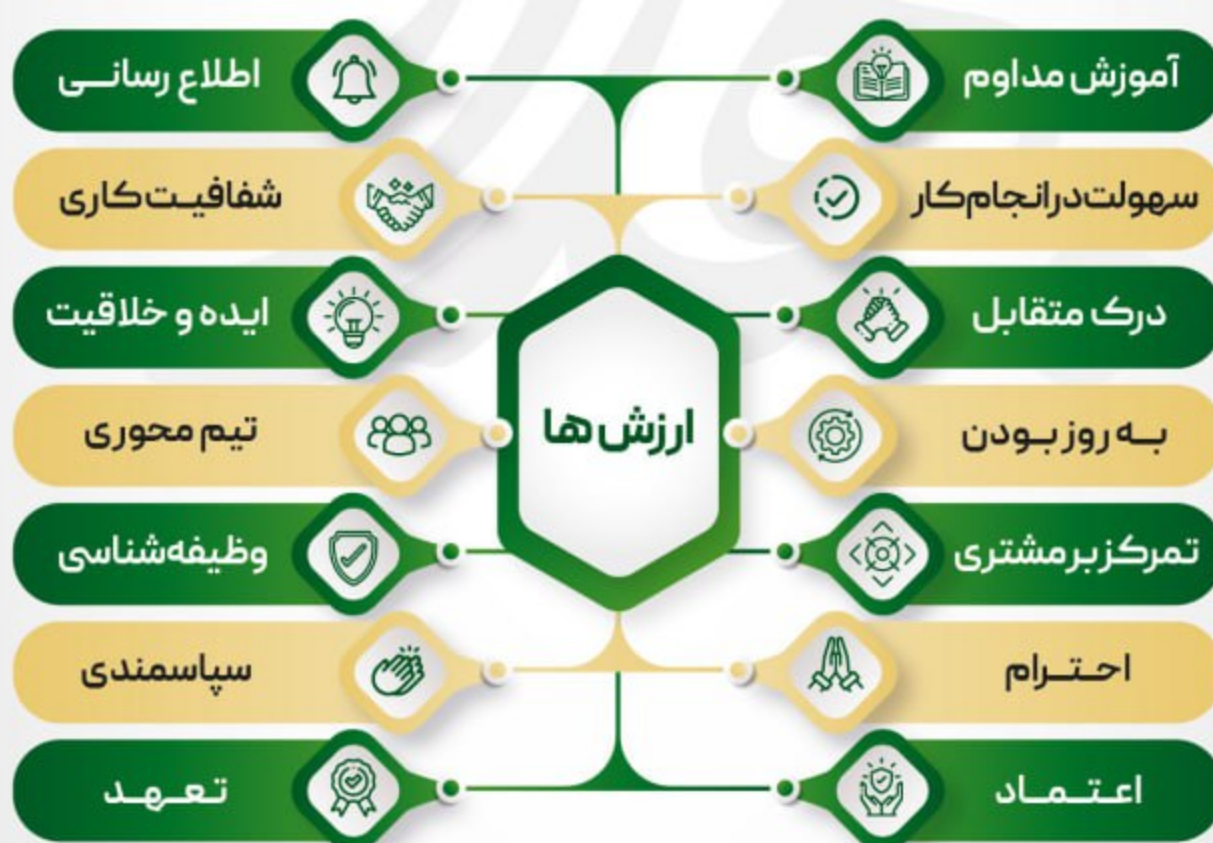 ارزش ها
آموزش مداوم
اطلاع رسانی
سهولت در انجام کار
شفافیت کاری
درک متقابل
ایده و خلاقیت
به روز بودن
تیم محوری
تمرکز بر مشتری
وظیفه شناسی
احترام
سپاسمندی
اعتماد
تعهد